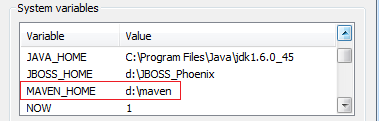 System variables
Variable Value
JAVA_HOME C:\Program Files\Java\jdk1.6.0_45
JBOSS_HOME d:\JBOSS_Phoenix
MAVEN_HOME d:\maven
NOW 1